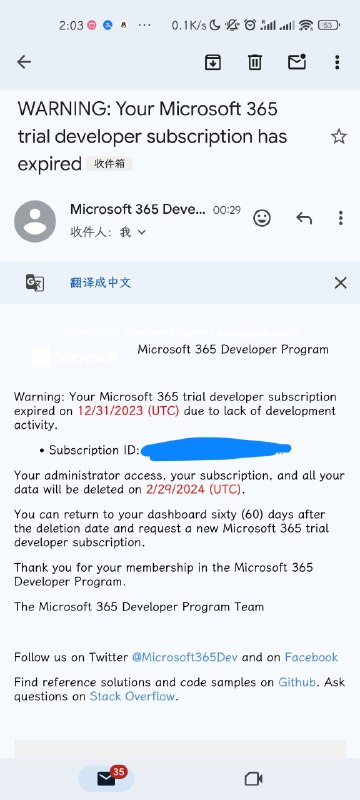 2:03 ... 0.1K/s 53
WARNING: Your Microsoft 365
trial developer subscription has
expired 收件箱
Microsoft 365 Deve... 00:29
收件人： 我
翻译成中文
Microsoft
Microsoft 365 Developer Program
Warning: Your Microsoft 365 trial developer subscription
expired on 12/31/2023 (UTC) due to lack of development
activity.
• Subscription ID:
Your administrator access, your subscription, and all your
data will be deleted on 2/29/2024 (UTC).
You can return to your dashboard sixty (60) days after
the deletion date and request a new Microsoft 365 trial
developer subscription.
Thank you for your membership in the Microsoft 365
Developer Program.
The Microsoft 365 Developer Program Team
Follow us on Twitter @Microsoft365Dev and on Facebook
Find reference solutions and code samples on Github. Ask
questions on Stack Overflow.
35